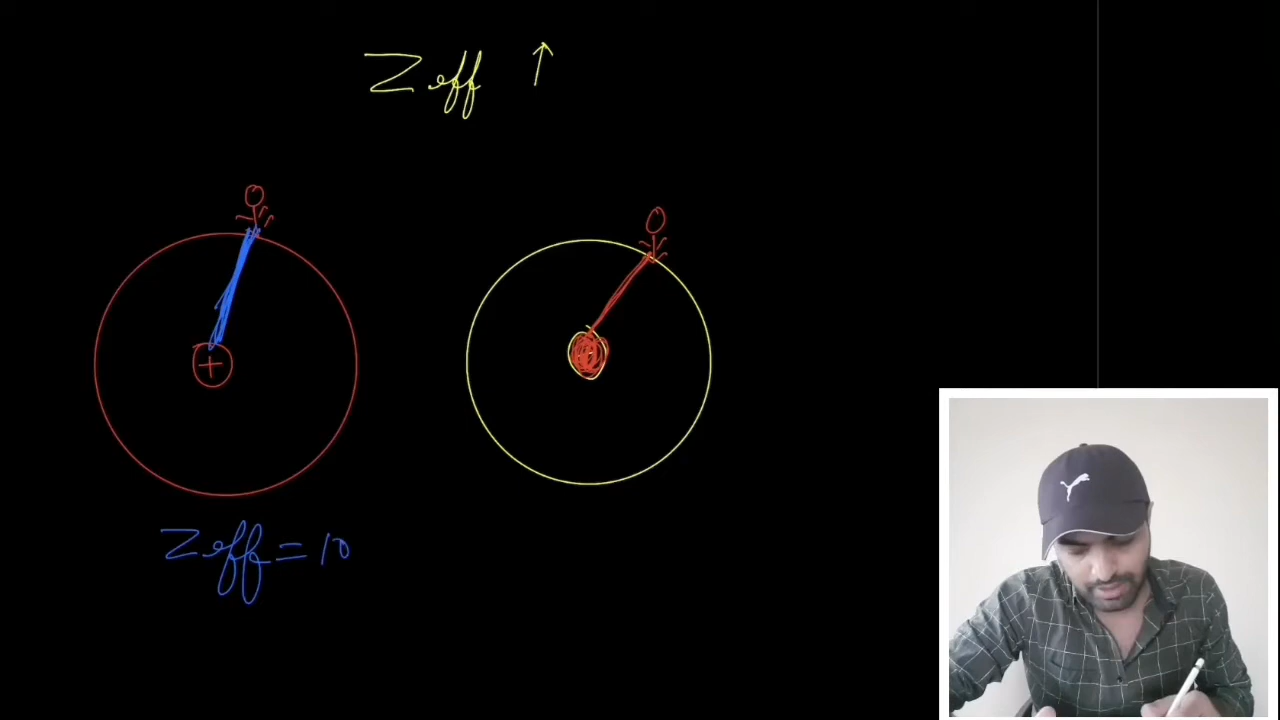 Zeff ↑
+
Zeff = 10